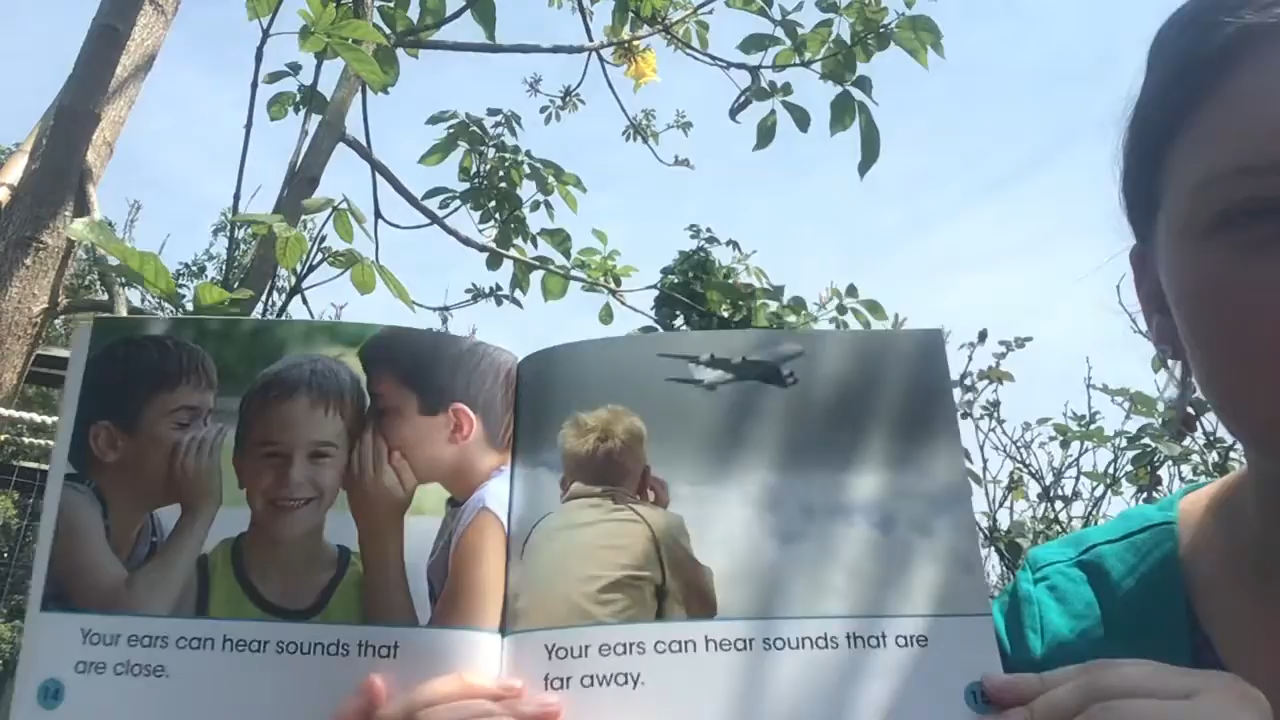 Your ears can hear sounds that
are close.
14
Your ears can hear sounds that are
far away.